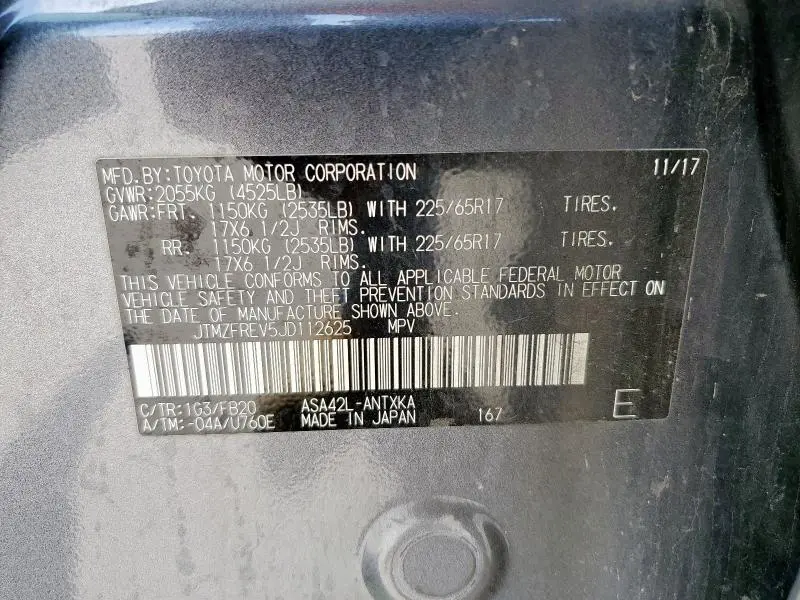 MFD.BY:TOYOTA MOTOR CORPORATION 11/17
GVWR:2055KG (4525LB)
GAWR:FRT. 1150KG (2535LB) WITH 225/65R17 TIRES.
17X6 1/2J RIMS.
RR. 1150KG (2535LB) WITH 225/65R17 TIRES.
17X6 1/2J RIMS.
THIS VEHICLE CONFORMS TO ALL APPLICABLE FEDERAL MOTOR
VEHICLE SAFETY AND THEFT PREVENTION STANDARDS IN EFFECT ON
THE DATE OF MANUFACTURE SHOWN ABOVE.
JTMZFREV5JD112625 MPV
C/TR:1G3/FB20 ASA42L-ANTXKA
A/TM:-04A/U760E MADE IN JAPAN 167 E